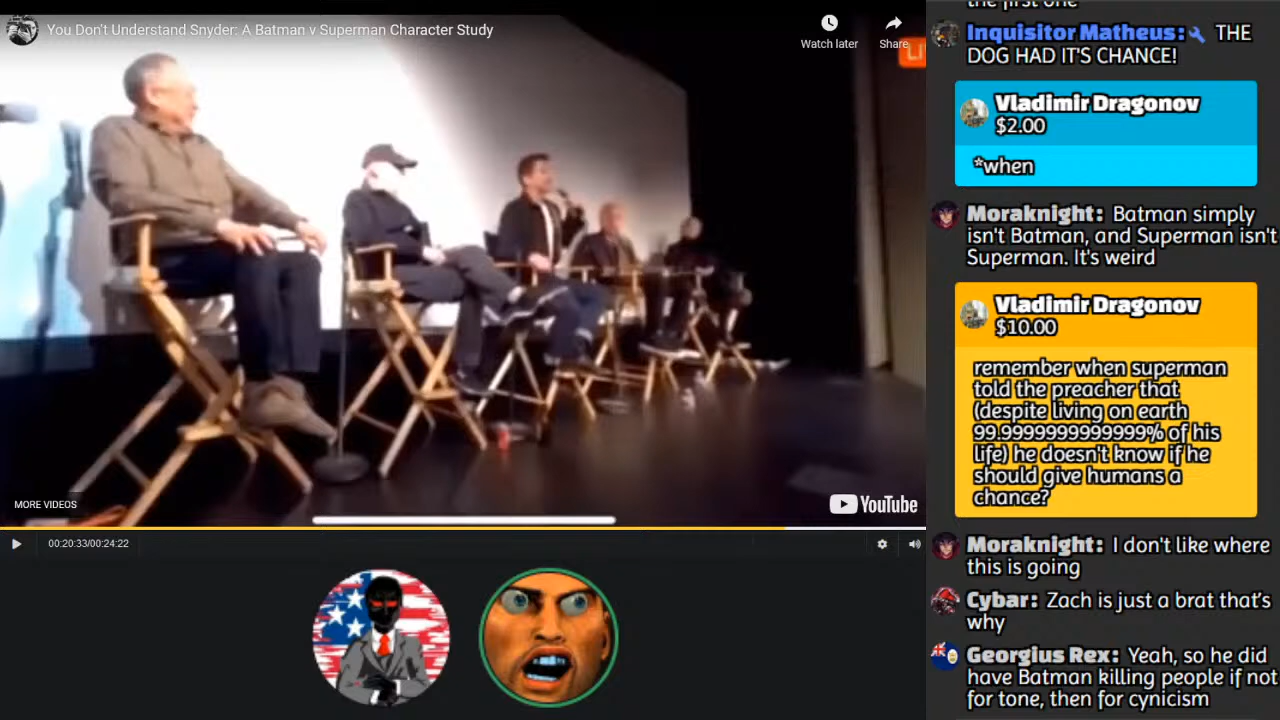 You Don't Understand Snyder: A Batman v Superman Character Study
Watch later
Share
LI
MORE VIDEOS
YouTube
00:20:33/00:24:22
the first one
Inquisitor Matheus: THE
DOG HAD IT'S CHANCE!
Vladimir Dragonov
$2.00
*when
Moraknight: Batman simply
isn't Batman, and Superman isn't
Superman. It's weird
Vladimir Dragonov
$10.00
remember when superman
told the preacher that
(despite living on earth
99.9999999999999% of his
life) he doesn't know if he
should give humans a
chance?
Moraknight: I don't like where
this is going
Cybar: Zach is just a brat that's
why
Georgius Rex: Yeah, so he did
have Batman killing people if not
for tone, then for cynicism